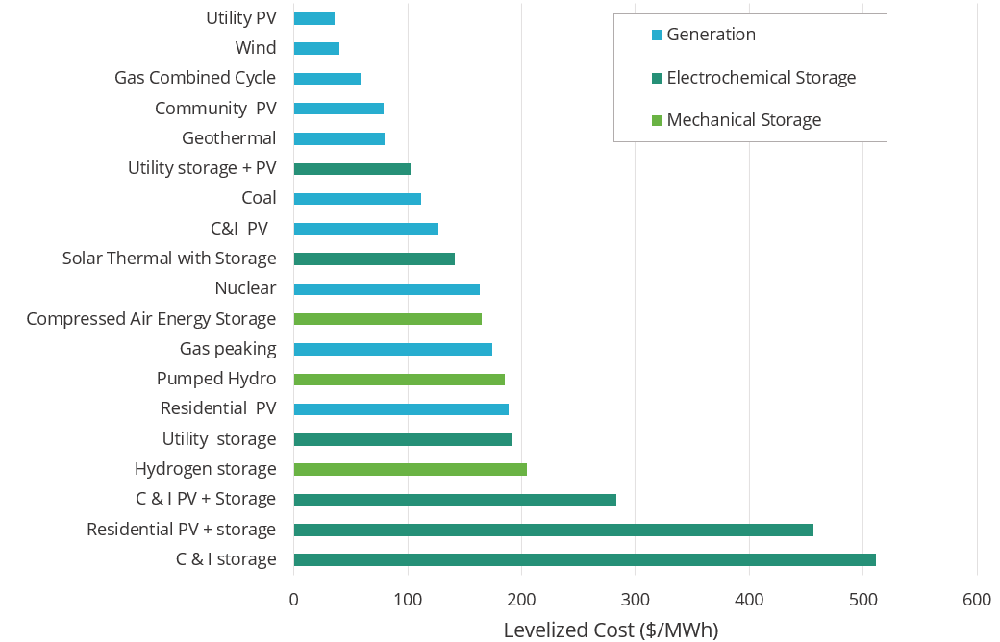 Utility PV
Wind
Gas Combined Cycle
Community PV
Geothermal
Utility storage + PV
Coal
C&I PV
Solar Thermal with Storage
Nuclear
Compressed Air Energy Storage
Gas peaking
Pumped Hydro
Residential PV
Utility storage
Hydrogen storage
C & I PV + Storage
Residential PV + storage
C & I storage
Generation
Electrochemical Storage
Mechanical Storage
0 100 200 300 400 500 600
Levelized Cost ($/MWh)